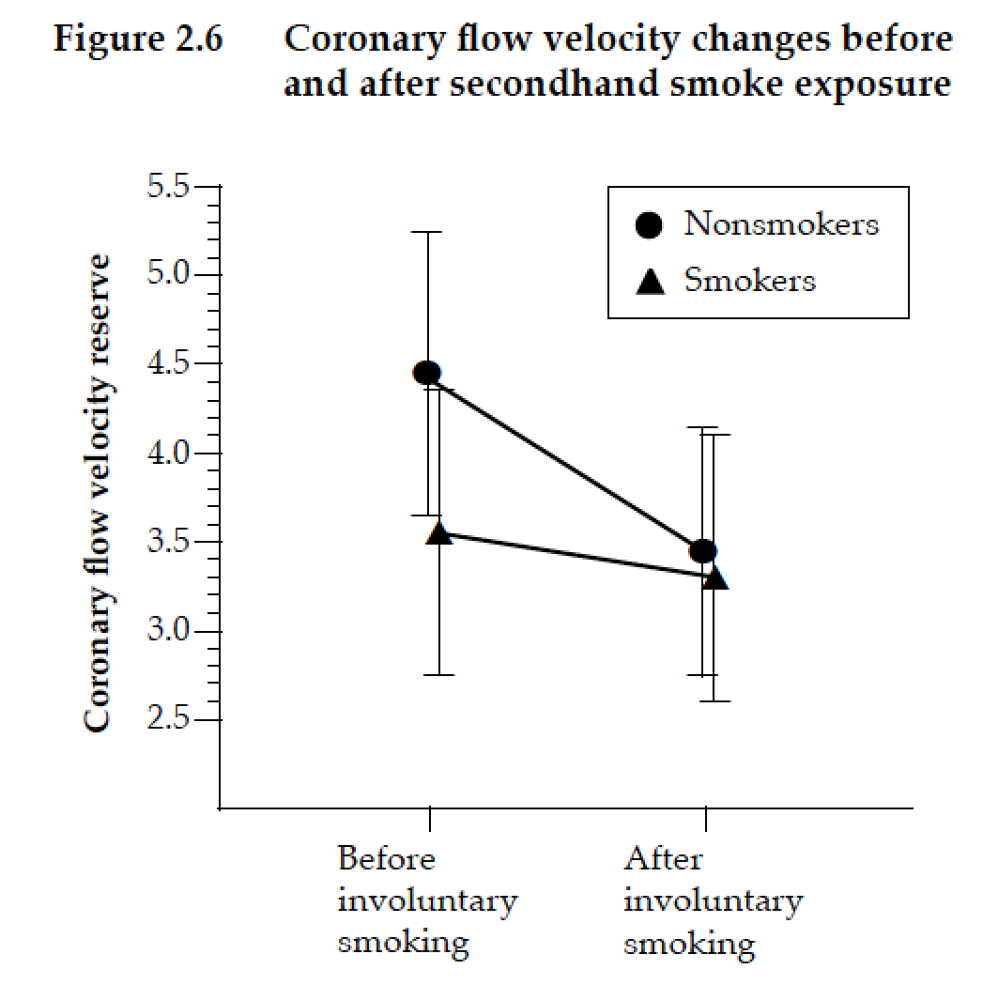 Figure 2.6 Coronary flow velocity changes before
and after secondhand smoke exposure
5.5
5.0
4.5
4.0
3.5
3.0
2.5
Coronary flow velocity reserve
Nonsmokers
Smokers
Before
involuntary
smoking
After
involuntary
smoking